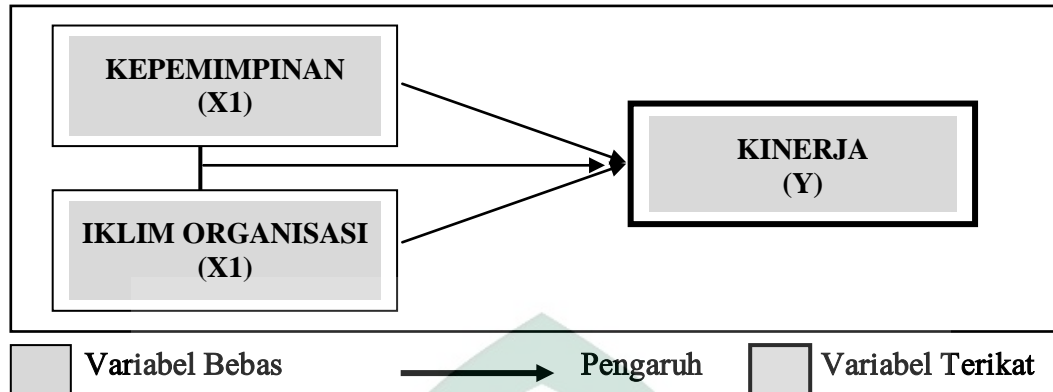 KEPEMIMPINAN
(X1)
IKLIM ORGANISASI
(X1)
KINERJA
(Y)
Variabel Bebas
Pengaruh
Variabel Terikat